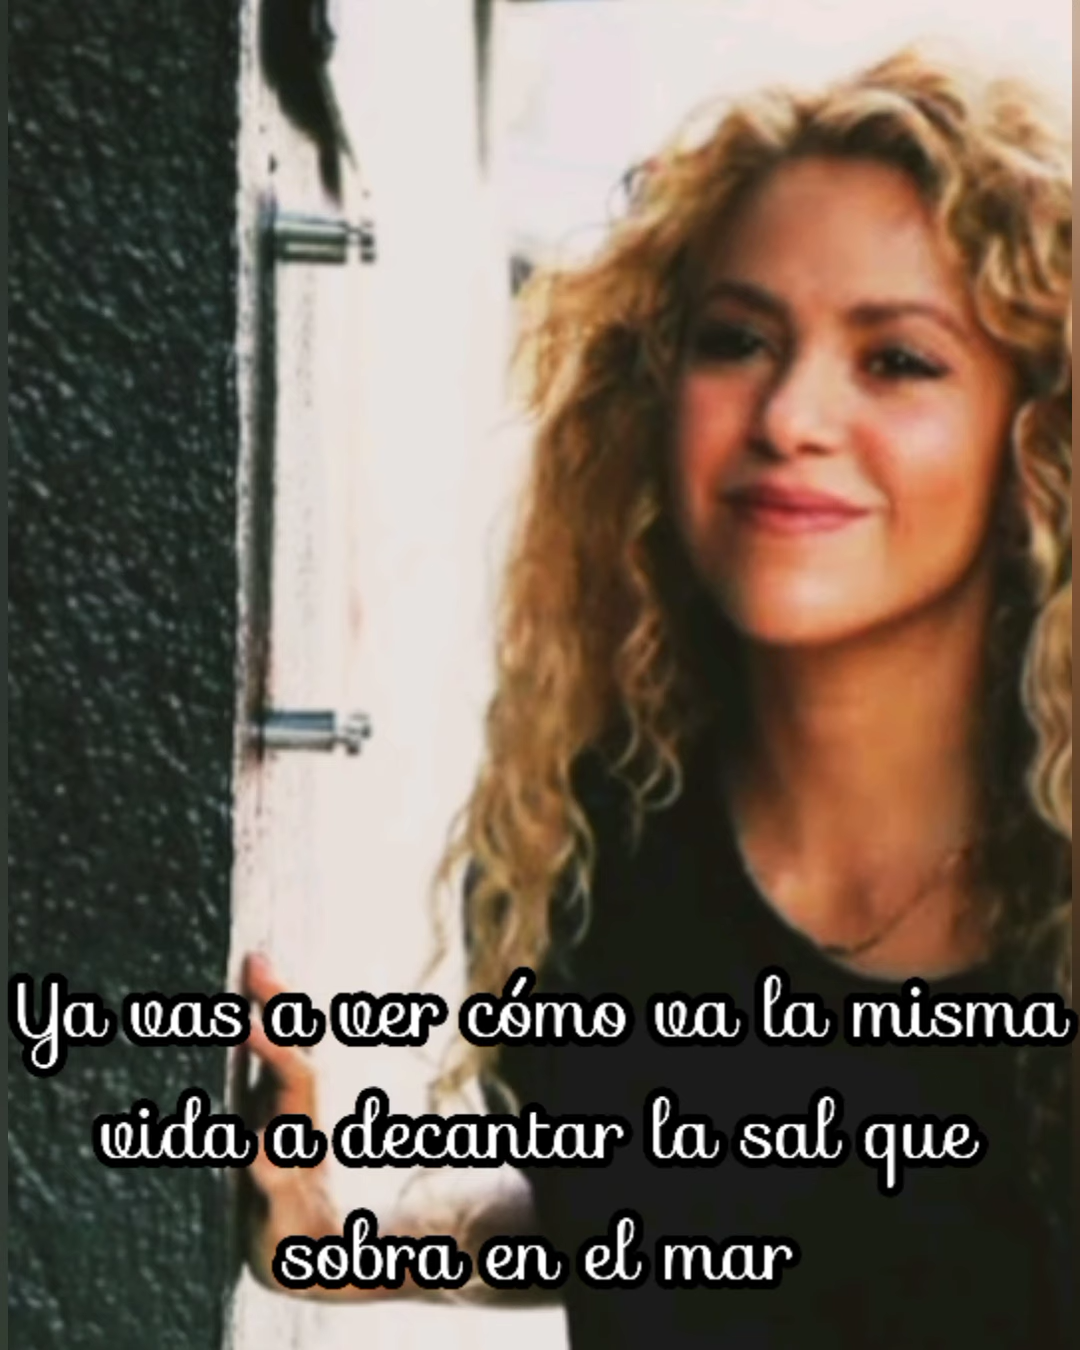 Ya vas a ver cómo va la misma
vida a decantar la sal que
sobra en el mar